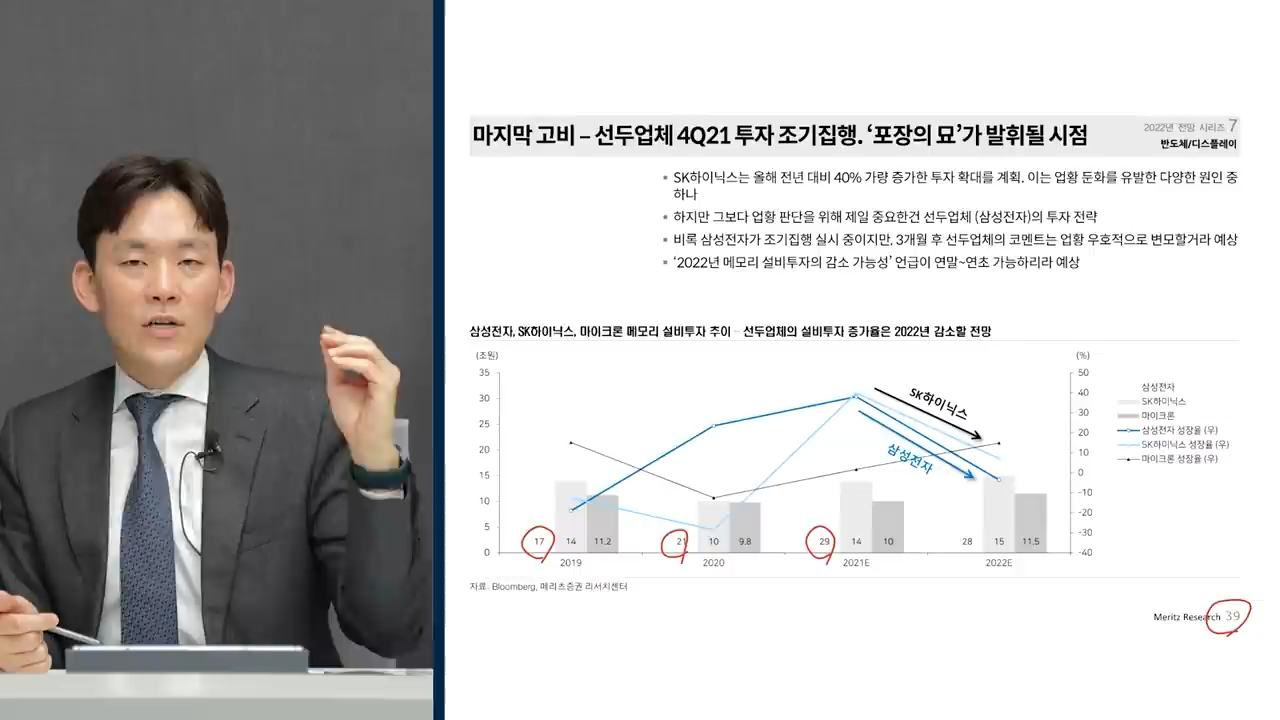 마지막 고비 – 선두업체 4Q21 투자 조기집행. ‘포장의 묘’가 발휘될 시점
2022년 전망 시리즈 7
반도체/디스플레이
▪ SK하이닉스는 올해 전년 대비 40% 가량 증가한 투자 확대를 계획. 이는 업황 둔화를 유발한 다양한 원인 중
하나
▪ 하지만 그보다 업황 판단을 위해 제일 중요한건 선두업체 (삼성전자)의 투자 전략
▪ 비록 삼성전자가 조기집행 실시 중이지만, 3개월 후 선두업체의 코멘트는 업황 우호적으로 변모할거라 예상
▪ ‘2022년 메모리 설비투자의 감소 가능성’ 언급이 연말~연초 가능하리라 예상
삼성전자, SK하이닉스, 마이크론 메모리 설비투자 추이 – 선두업체의 설비투자 증가율은 2022년 감소할 전망
(조원)
(%)
35
30
25
20
15
10
5
0
50
40
30
20
10
0
-10
-20
-30
-40
SK하이닉스
삼성전자
17 14 11.2
21 10 9.8
29 14 10
28 15 11.5
2019 2020 2021E 2022E
삼성전자
SK하이닉스
마이크론
삼성전자 성장율 (우)
SK하이닉스 성장율 (우)
마이크론 성장율 (우)
자료: Bloomberg, 메리츠증권 리서치센터
Meritz Research 39